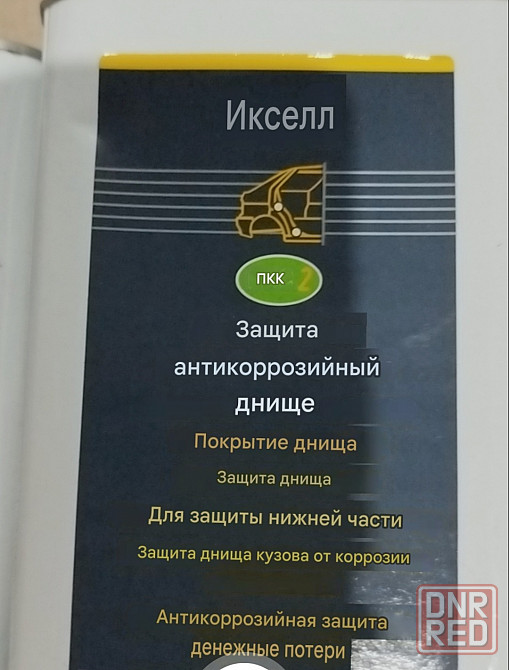 Икселл
ПКК 2
Защита
антикоррозийный
днище
Покрытие днища
Защита днища
Для защиты нижней части
Защита днища кузова от коррозии
Антикоррозийная защита
денежные потери
DNR
RED